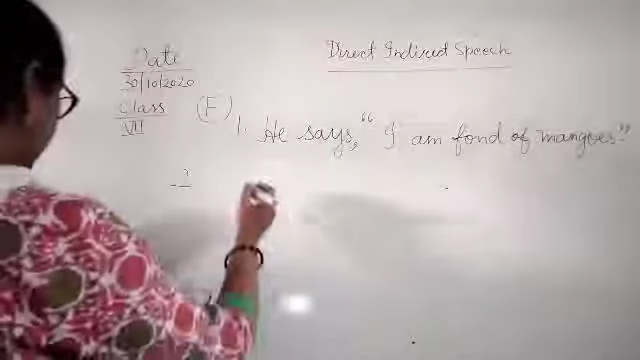 Date
30/10/2020
Class
VII
Direct Indirect Speech
(F)
1. He says, "I am fond of mangoes."